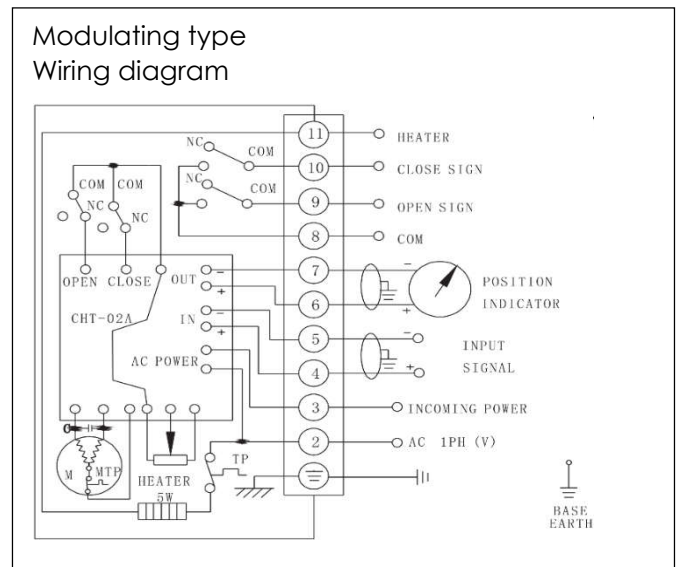 Modulating type
Wiring diagram
11 HEATER
NC COM
10 CLOSE SIGN
NC COM
9 OPEN SIGN
8 COM
COM COM
NC NC
OPEN CLOSE OUT - + 7 - POSITION
6 + INDICATOR
CHT-02A IN - + 5 - INPUT
4 + SIGNAL
AC POWER
3 INCOMING POWER
2 AC 1PH (V)
M MTP
HEATER
5W
TP
BASE
EARTH